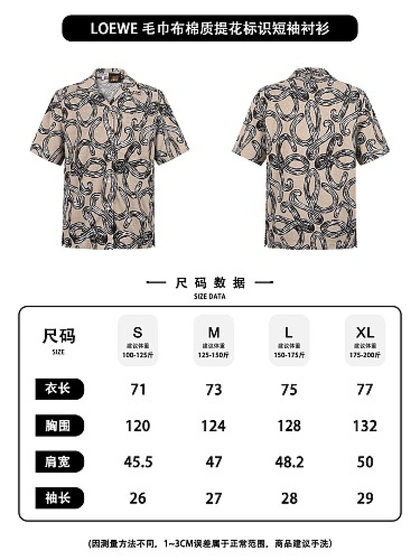 LOEWE 毛巾布棉质提花标识短袖衬衫
尺码数据
SIZE DATA
尺码 S M L XL
SIZE 建议体重 建议体重 建议体重 建议体重
100-125斤 125-150斤 150-175斤 175-200斤
衣长 71 73 75 77
胸围 120 124 128 132
肩宽 45.5 47 48.2 50
袖长 26 27 28 29
(因测量方法不同，1~3CM误差属于正常范围，商品建议手洗)